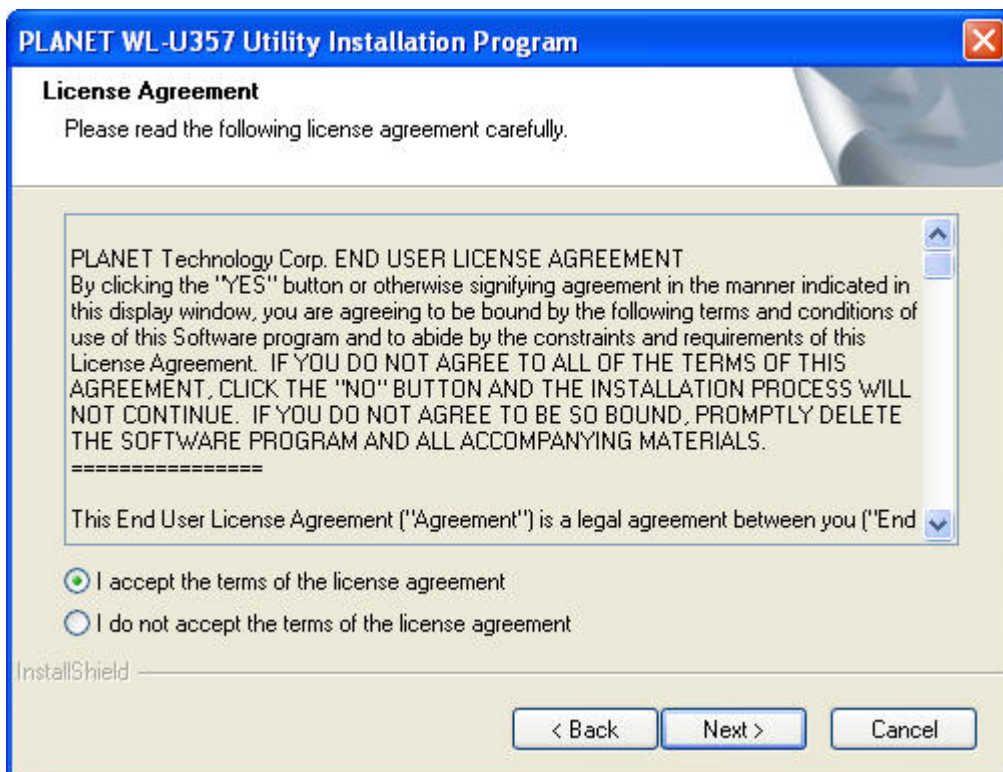 PLANET WL-U357 Utility Installation Program
License Agreement
Please read the following license agreement carefully.
PLANET Technology Corp. END USER LICENSE AGREEMENT
By clicking the "YES" button or otherwise signifying agreement in the manner indicated in
this display window, you are agreeing to be bound by the following terms and conditions of
use of this Software program and to abide by the constraints and requirements of this
License Agreement.  IF YOU DO NOT AGREE TO ALL OF THE TERMS OF THIS
AGREEMENT, CLICK THE "NO" BUTTON AND THE INSTALLATION PROCESS WILL
NOT CONTINUE.  IF YOU DO NOT AGREE TO BE SO BOUND, PROMPTLY DELETE
THE SOFTWARE PROGRAM AND ALL ACCOMPANYING MATERIALS.
================
This End User License Agreement ("Agreement") is a legal agreement between you ("End
I accept the terms of the license agreement
I do not accept the terms of the license agreement
InstallShield
< Back
Next >
Cancel